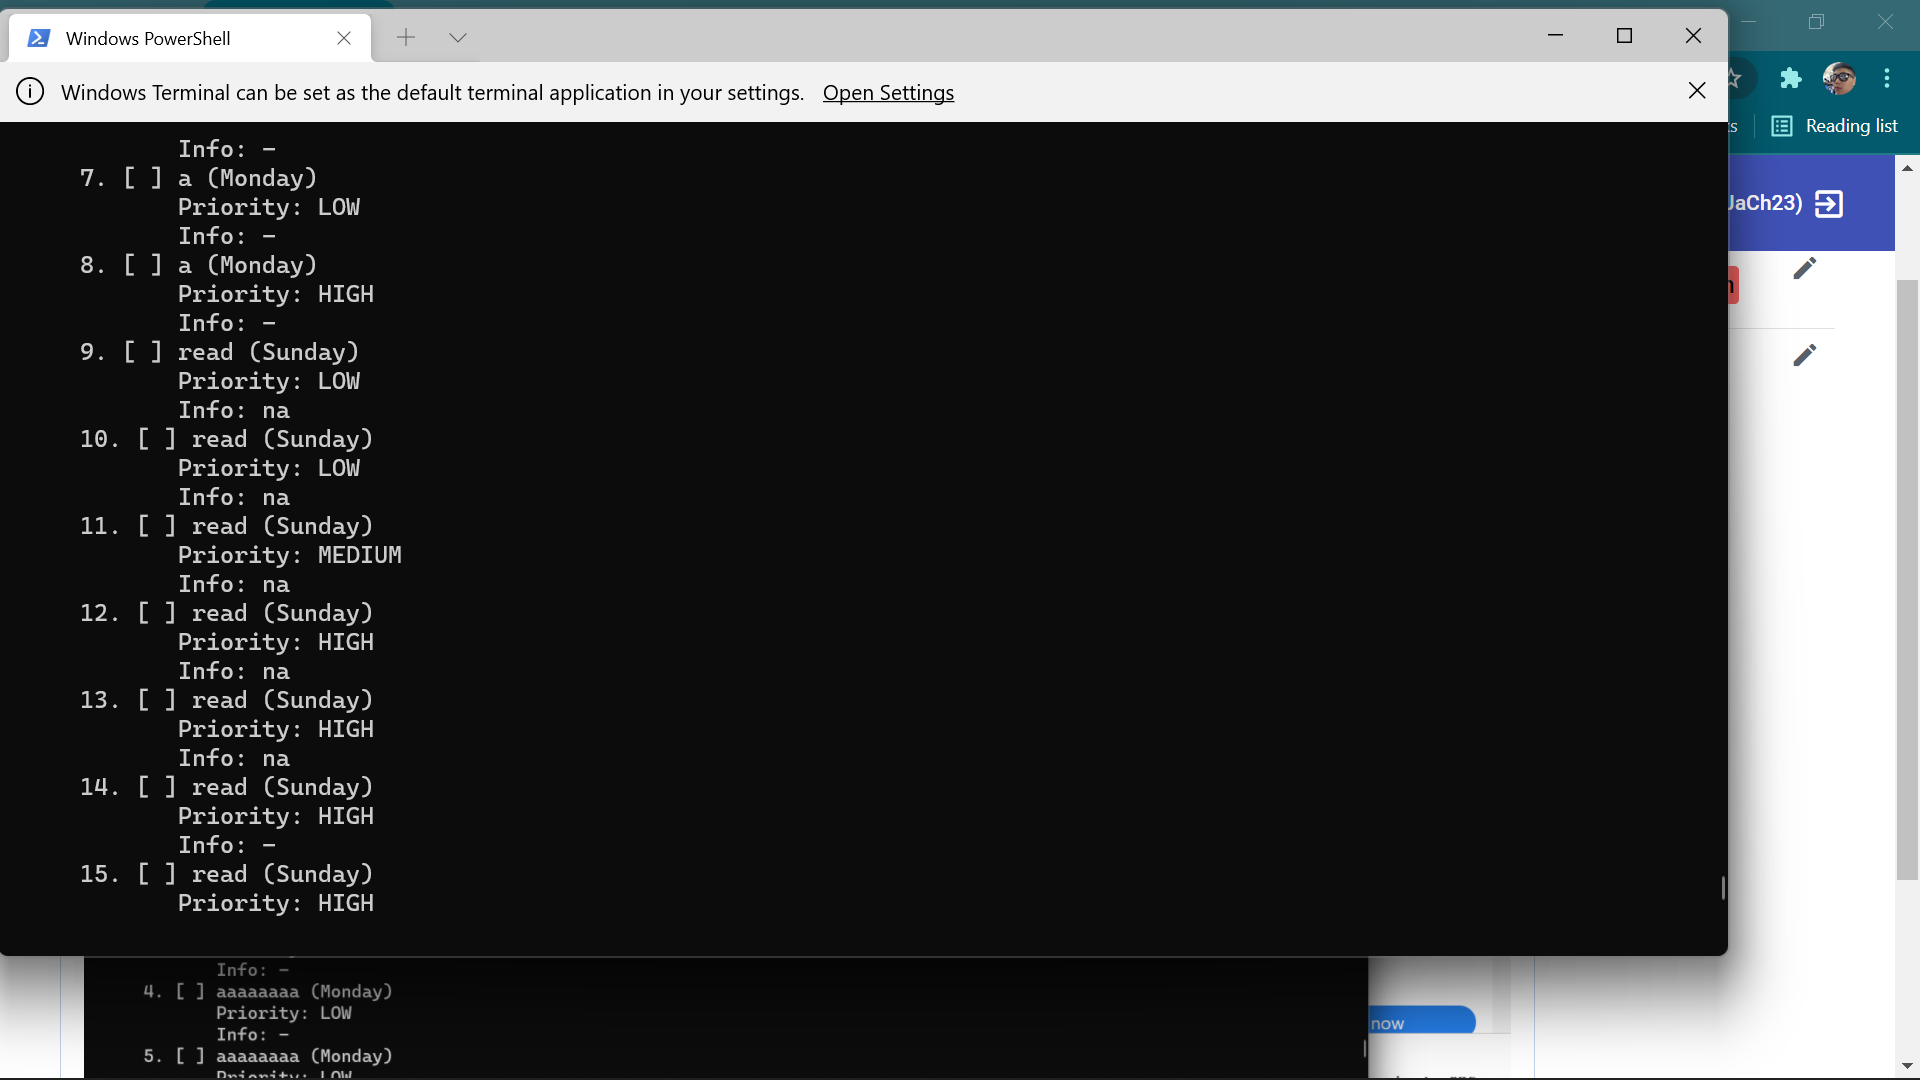 Windows PowerShell
Windows Terminal can be set as the default terminal application in your settings. Open Settings
Reading list
JaCh23)
Info: -
7. [ ] a (Monday)
Priority: LOW
Info: -
8. [ ] a (Monday)
Priority: HIGH
Info: -
9. [ ] read (Sunday)
Priority: LOW
Info: na
10. [ ] read (Sunday)
Priority: LOW
Info: na
11. [ ] read (Sunday)
Priority: MEDIUM
Info: na
12. [ ] read (Sunday)
Priority: HIGH
Info: na
13. [ ] read (Sunday)
Priority: HIGH
Info: na
14. [ ] read (Sunday)
Priority: HIGH
Info: -
15. [ ] read (Sunday)
Priority: HIGH
Info: -
4. [ ] aaaaaaaa (Monday)
Priority: LOW
Info: -
5. [ ] aaaaaaaa (Monday)
Priority: LOW
now